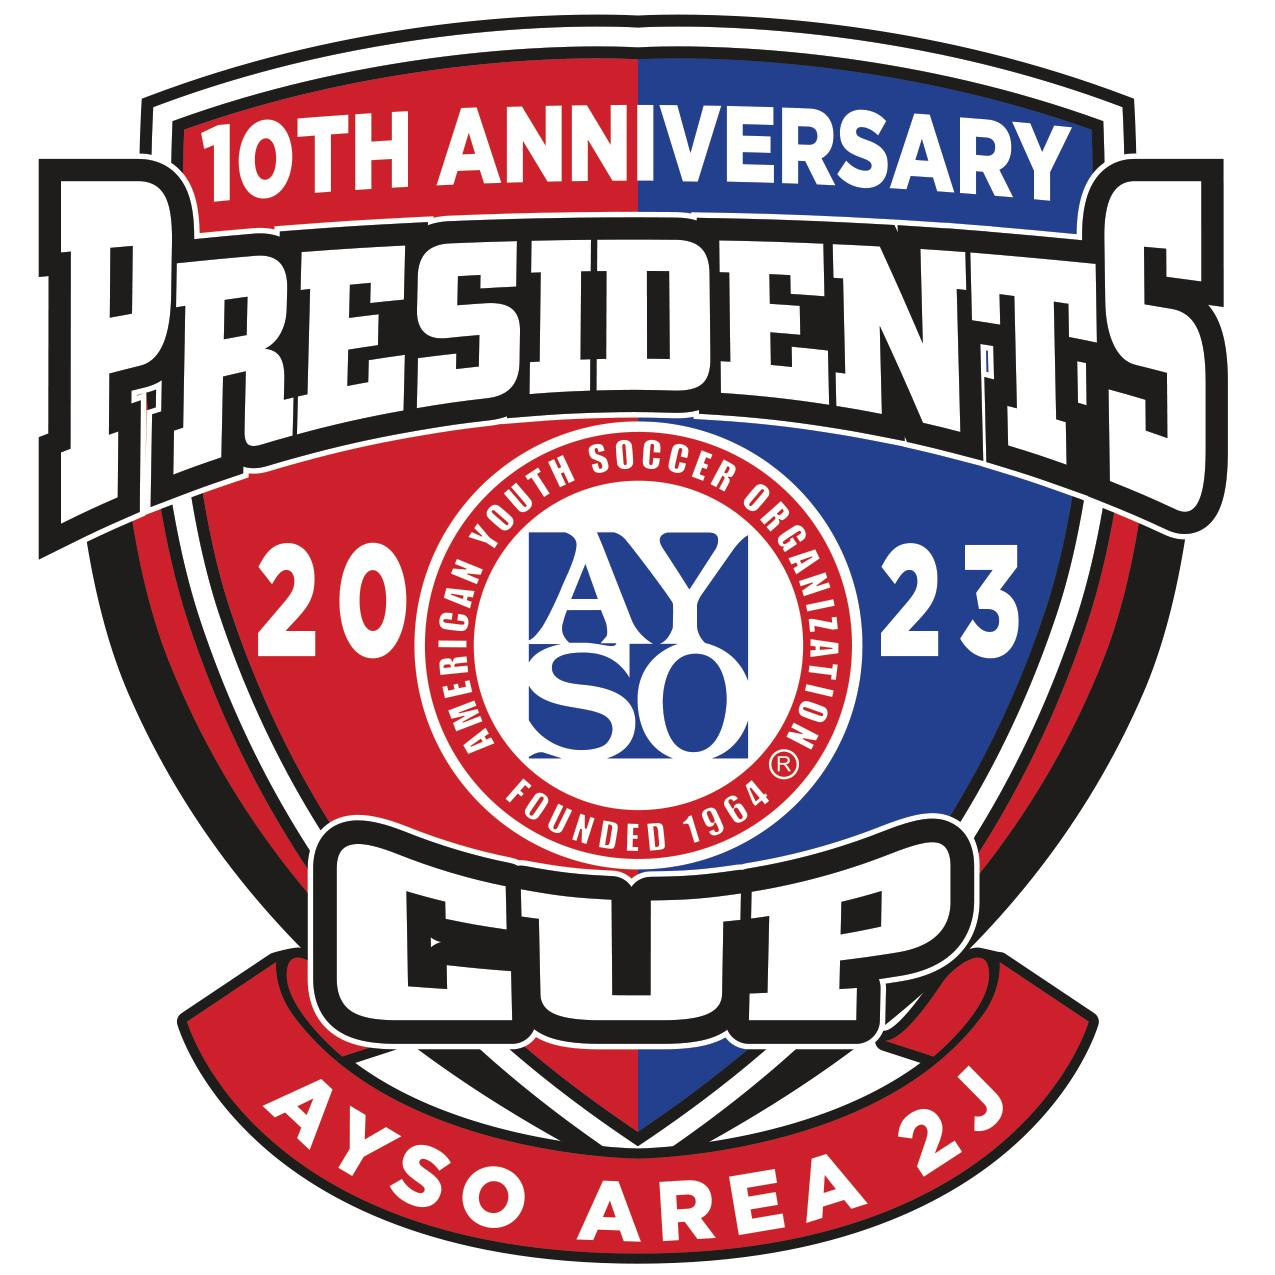 10TH ANNIVERSARY
PRESIDENTS
20 23
AMERICAN YOUTH SOCCER ORGANIZATION ®
AY
SO
FOUNDED 1964
CUP
AYSO AREA 2J